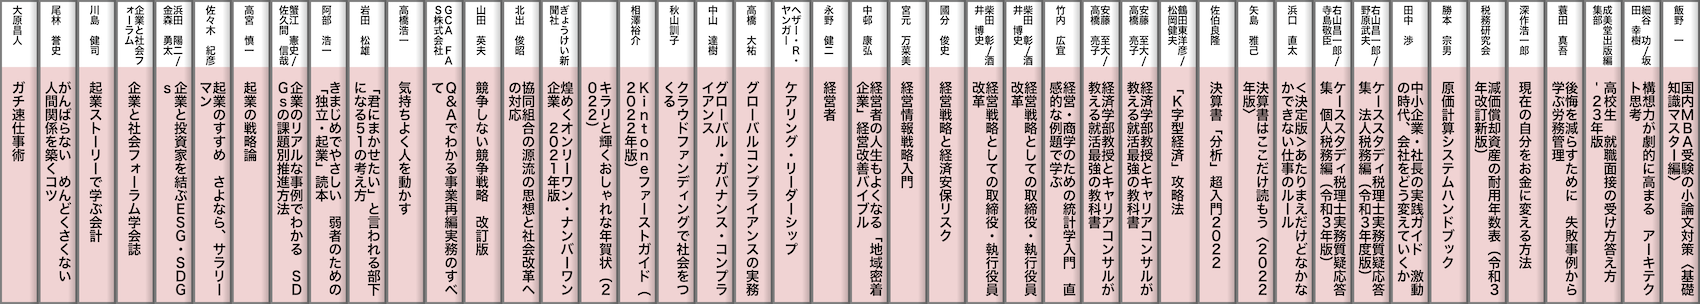 飯野 一
国内MBA受験の小論文対策〈基礎
知識マスター編〉
細谷 功/坂
田 幸樹
構想力が劇的に高まる アーキテク
ト思考
成美堂出版編
集部
高校生 就職面接の受け方答え方
'23年版
蓑田 真吾
後悔を減らすために 失敗事例から
学ぶ労務管理
深作浩一郎
現在の自分をお金に変える方法
税務研究会
減価償却資産の耐用年数表（令和3
年改訂新版）
勝本 宗男
原価計算システムハンドブック
田中 渉
中小企業・社長の実践ガイド 激動
の時代、会社をどう変えていくか
右山昌一郎/
野原武夫
ケーススタディ税理士実務質疑応答
集 法人税務編（令和3年度版）
右山昌一郎/
寺島敬臣
ケーススタディ税理士実務質疑応答
集 個人税務編（令和3年版）
浜口 直太
<決定版>あたりまえだけどなかな
かできない仕事のルール
矢島 雅己
決算書はここだけ読もう（2022
年版）
佐伯良隆
決算書「分析」超入門2022
鶴田東洋彦/
松岡健夫
「K字型経済」攻略法
安藤 至大/
高橋 亮子
経済学部教授とキャリアコンサルが
教える就活最強の教科書
安藤 至大/
高橋 亮子
経済学部教授とキャリアコンサルが
教える就活最強の教科書
竹内 広宜
経営・商学のための統計学入門 直
感的な例題で学ぶ
柴田 彰/酒
井 博史
経営戦略としての取締役・執行役員
改革
柴田 彰/酒
井 博史
経営戦略としての取締役・執行役員
改革
國分 俊史
経営戦略と経済安保リスク
宮元 万菜美
経営情報戦略入門
中邨 康弘
経営者の人生もよくなる「地域密着
企業」経営改善バイブル
永野 健二
経営者
ヘザー・R・
ヤンガー
ケアリング・リーダーシップ
高橋 大祐
グローバルコンプライアンスの実務
中山 達樹
グローバル・ガバナンス・コンプラ
イアンス
秋山訓子
クラウドファンディングで社会をつ
くる
相澤裕介
Kintoneファーストガイド（
2022年版）
キラリと輝くおしゃれな年賀状（2
022）
ぎょうけい新
聞社
煌めくオンリーワン・ナンバーワン
企業 2021年版
北出 俊昭
協同組合の源流の思想と社会改革へ
の対応
山田 英夫
競争しない競争戦略 改訂版
GCA FA
S株式会社
Q&Aでわかる事業再編実務のすべ
て
高橋浩一
気持ちよく人を動かす
岩田 松雄
「君にまかせたい」と言われる部下
になる51の考え方
阿部 浩一
きまじめでやさしい 弱者のための
「独立・起業」読本
蟹江 憲史/
佐久間 信哉
企業のリアルな事例でわかる SD
Gsの課題別推進方法
高宮 慎一
起業の戦略論
佐々木 紀彦
起業のすすめ さよなら、サラリー
マン
浜田 陽二/
金森 勇太
企業と投資家を結ぶESG・SDG
s
企業と社会フ
ォーラム
企業と社会フォーラム学会誌
川島 健司
起業ストーリーで学ぶ会計
尾林 誉史
がんばらない めんどくさくない
人間関係を築くコツ
大原昌人
ガチ速仕事術